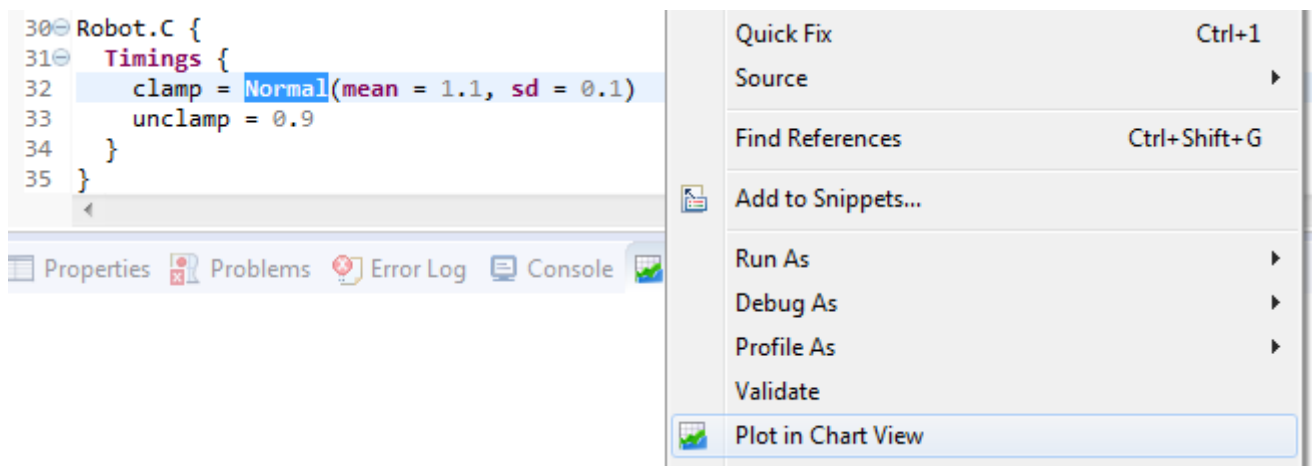 30 Robot.C {
31 Timings {
32 clamp = Normal(mean = 1.1, sd = 0.1)
33 unclamp = 0.9
34 }
35 }
Properties Problems Error Log Console
Quick Fix Ctrl+1
Source
Find References Ctrl+Shift+G
Add to Snippets...
Run As
Debug As
Profile As
Validate
Plot in Chart View